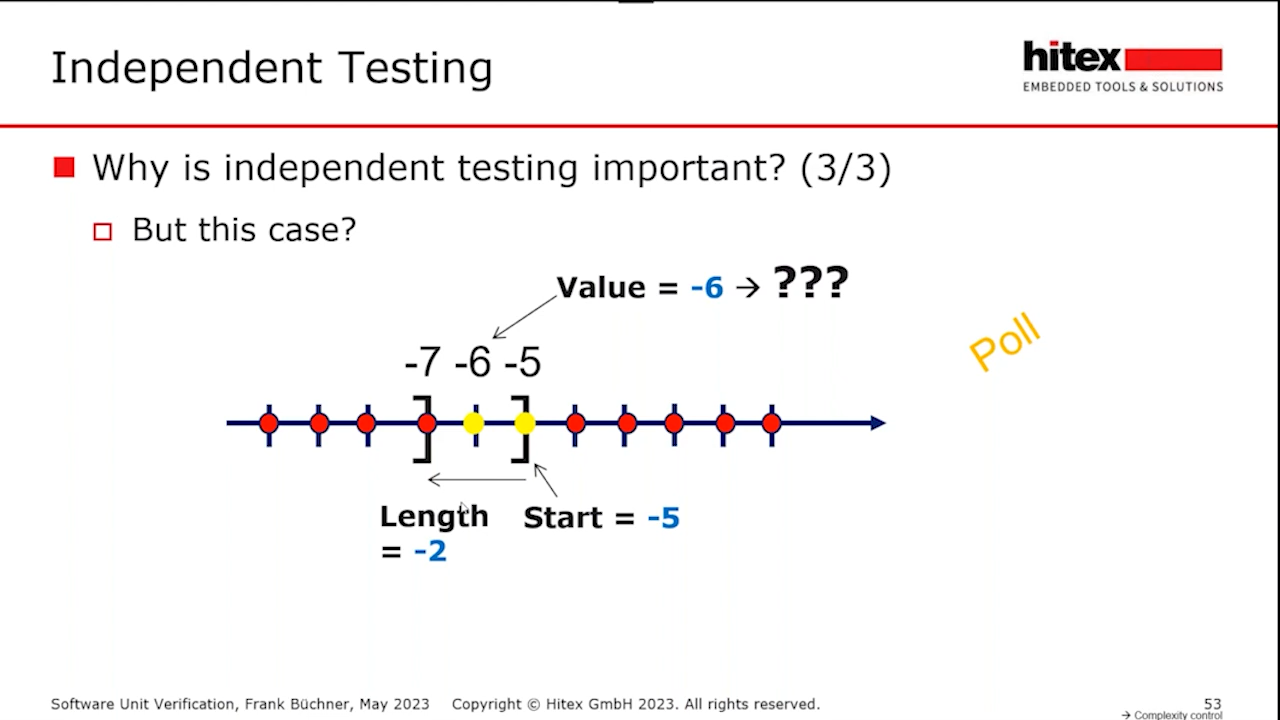 Independent Testing
hitex
EMBEDDED TOOLS & SOLUTIONS
Why is independent testing important? (3/3)
But this case?
Value = -6 → ???
Poll
-7 -6 -5
Length
= -2
Start = -5
Software Unit Verification, Frank Büchner, May 2023 Copyright © Hitex GmbH 2023. All rights reserved. 53
→ Complexity control